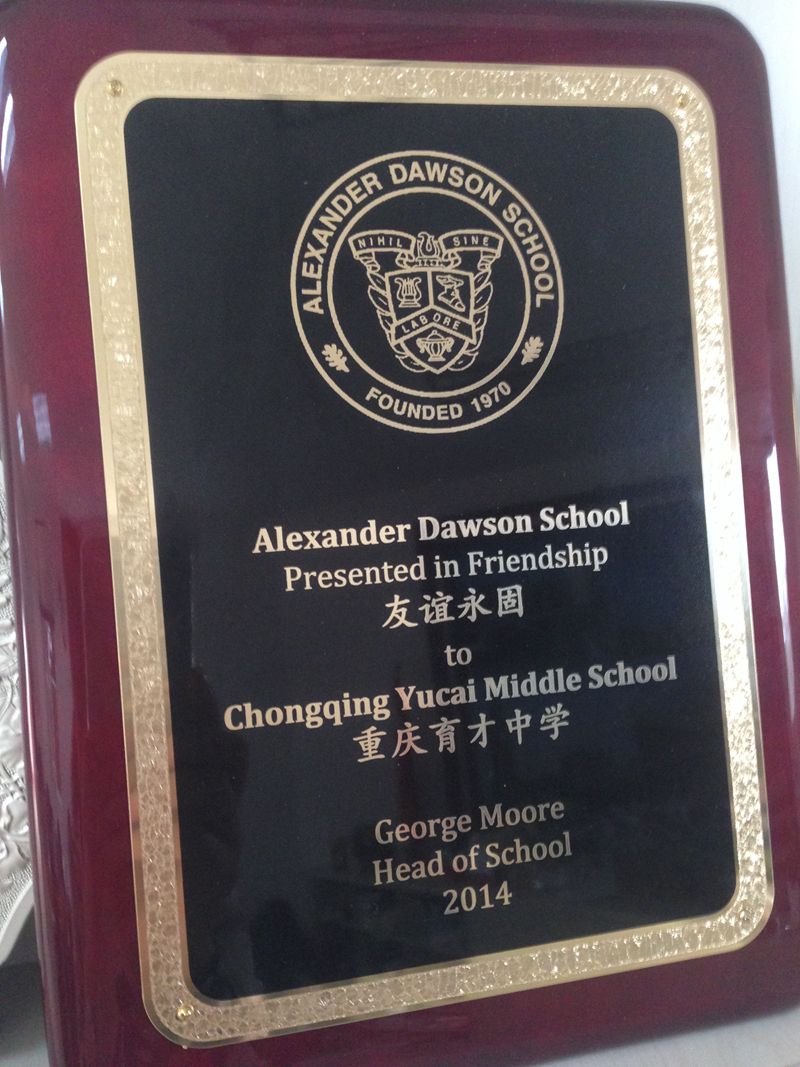 ALEXANDER DAWSON SCHOOL
NIHIL SINE
LABORE
FOUNDED 1970
Alexander Dawson School
Presented in Friendship
友谊永固
to
Chongqing Yucai Middle School
重庆育才中学
George Moore
Head of School
2014